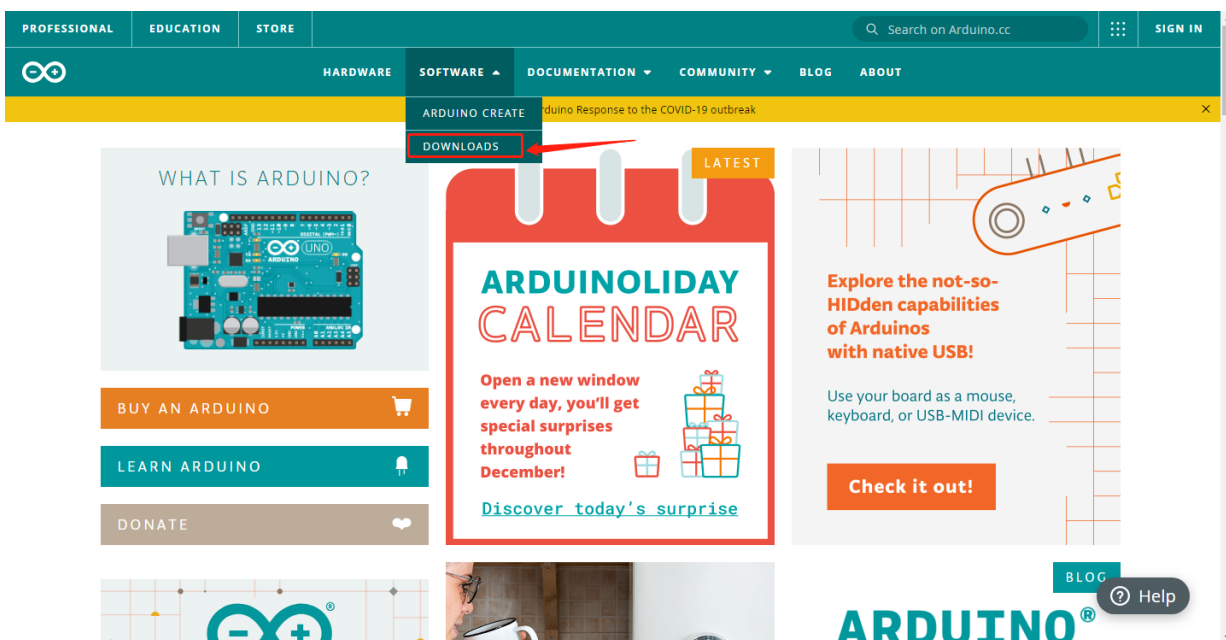 PROFESSIONAL EDUCATION STORE Search on Arduino.cc SIGN IN
HARDWARE SOFTWARE DOCUMENTATION COMMUNITY BLOG ABOUT
ARDUINO CREATE
DOWNLOADS
duino Response to the COVID-19 outbreak
WHAT IS ARDUINO?
UNO
ARDUINO
BUY AN ARDUINO
LEARN ARDUINO
DONATE
LATEST
ARDUINOLIDAY
CALENDAR
Open a new window
every day, you'll get
special surprises
throughout
December!
Discover today's surprise
Explore the not-so-
HIDden capabilities
of Arduinos
with native USB!
Use your board as a mouse,
keyboard, or USB-MIDI device.
Check it out!
BLOG
ARDUINO®
Help